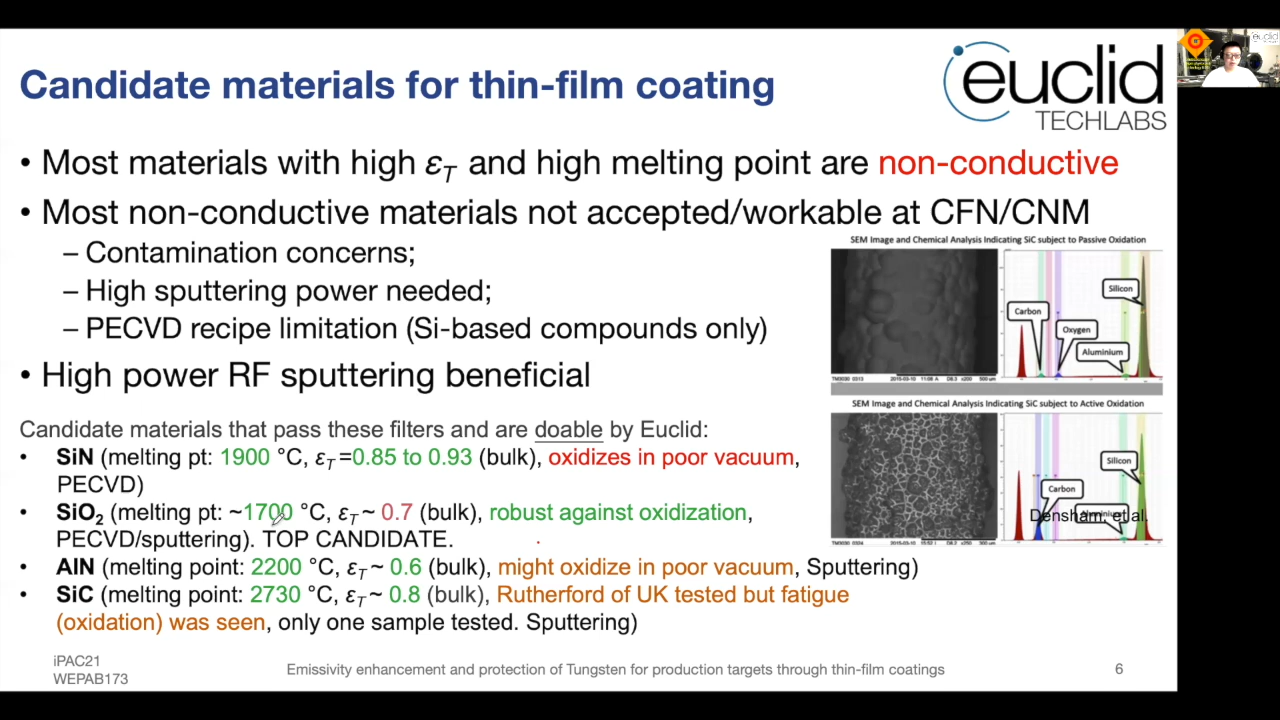 Candidate materials for thin-film coating
euclid
TECHLABS
• Most materials with high εT and high melting point are non-conductive
• Most non-conductive materials not accepted/workable at CFN/CNM
– Contamination concerns;
– High sputtering power needed;
– PECVD recipe limitation (Si-based compounds only)
• High power RF sputtering beneficial
SEM Image and Chemical Analysis Indicating SiC subject to Passive Oxidation
Silicon
Carbon
Oxygen
Aluminium
SEM Image and Chemical Analysis Indicating SiC subject to Active Oxidation
Silicon
Carbon
Densham, et al.
Candidate materials that pass these filters and are doable by Euclid:
• SiN (melting pt: 1900 °C, εT=0.85 to 0.93 (bulk), oxidizes in poor vacuum,
PECVD)
• SiO₂ (melting pt: ~1700 °C, εT~ 0.7 (bulk), robust against oxidization,
PECVD/sputtering). TOP CANDIDATE.
• AlN (melting point: 2200 °C, εT~ 0.6 (bulk), might oxidize in poor vacuum, Sputtering)
• SiC (melting point: 2730 °C, εT~ 0.8 (bulk), Rutherford of UK tested but fatigue
(oxidation) was seen, only one sample tested. Sputtering)
iPAC21
WEPAB173
Emissivity enhancement and protection of Tungsten for production targets through thin-film coatings
6